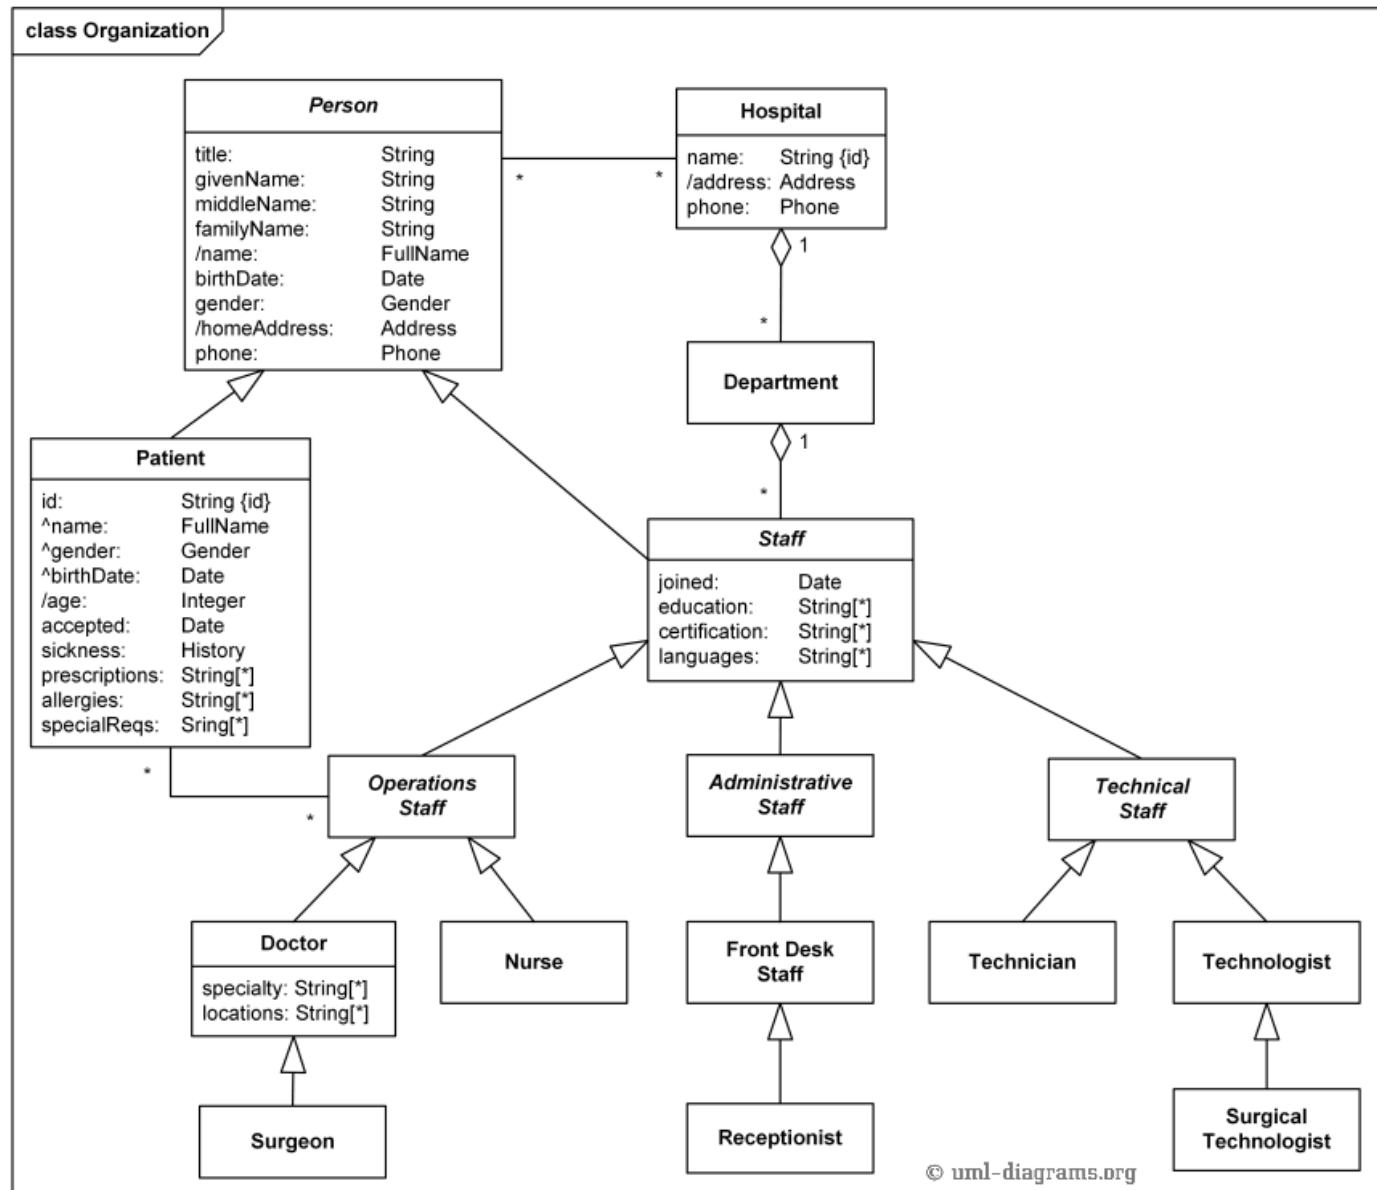 class Organization
Person
title: String
givenName: String
middleName: String
familyName: String
/name: FullName
birthDate: Date
gender: Gender
/homeAddress: Address
phone: Phone
*
*
Hospital
name: String {id}
/address: Address
phone: Phone
1
*
Department
1
*
Patient
id: String {id}
^name: FullName
^gender: Gender
^birthDate: Date
/age: Integer
accepted: Date
sickness: History
prescriptions: String[*]
allergies: String[*]
specialReqs: Sring[*]
*
*
Staff
joined: Date
education: String[*]
certification: String[*]
languages: String[*]
Operations
Staff
Administrative
Staff
Technical
Staff
Doctor
specialty: String[*]
locations: String[*]
Nurse
Front Desk
Staff
Technician
Technologist
Surgeon
Receptionist
Surgical
Technologist
© uml-diagrams.org